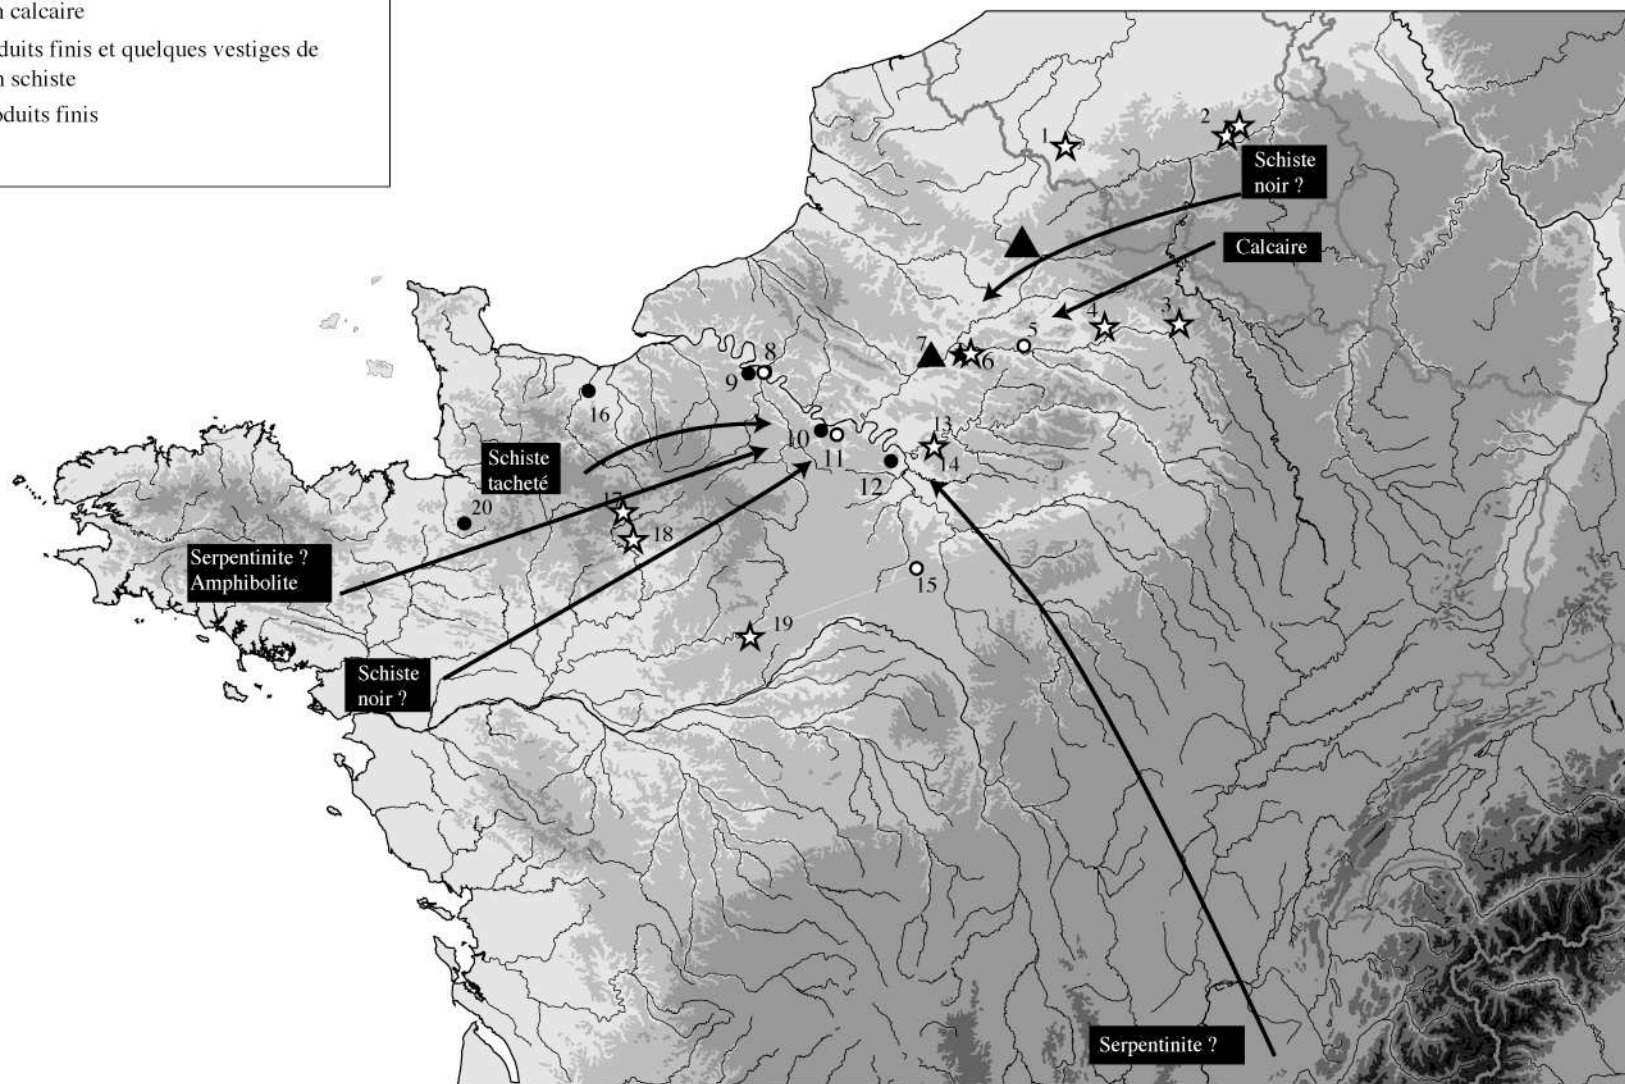 n calcaire
duits finis et quelques vestiges de
n schiste
oduits finis
1
2
Schiste
noir ?
Calcaire
3
4
5
7
6
8
9
16
10
11
13
14
12
Schiste
tacheté
17
18
20
Serpentinite ?
Amphibolite
15
19
Schiste
noir ?
Serpentinite ?